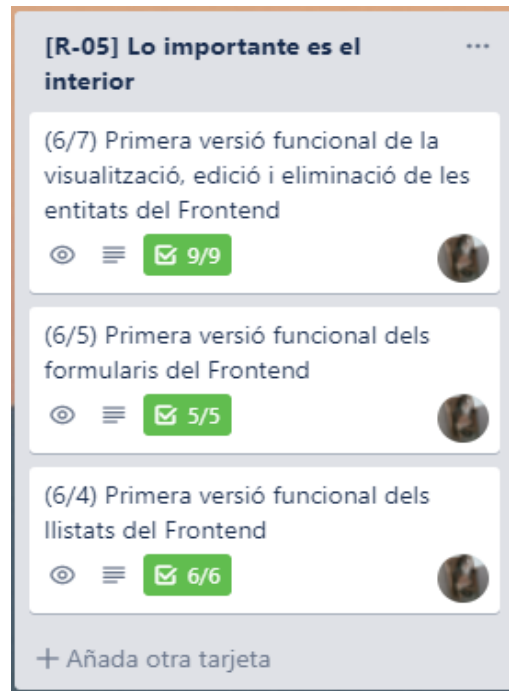 [R-05] Lo importante es el
interior
(6/7) Primera versió funcional de la
visualització, edició i eliminació de les
entitats del Frontend
9/9
(6/5) Primera versió funcional dels
formularis del Frontend
5/5
(6/4) Primera versió funcional dels
llistats del Frontend
6/6
+ Añada otra tarjeta